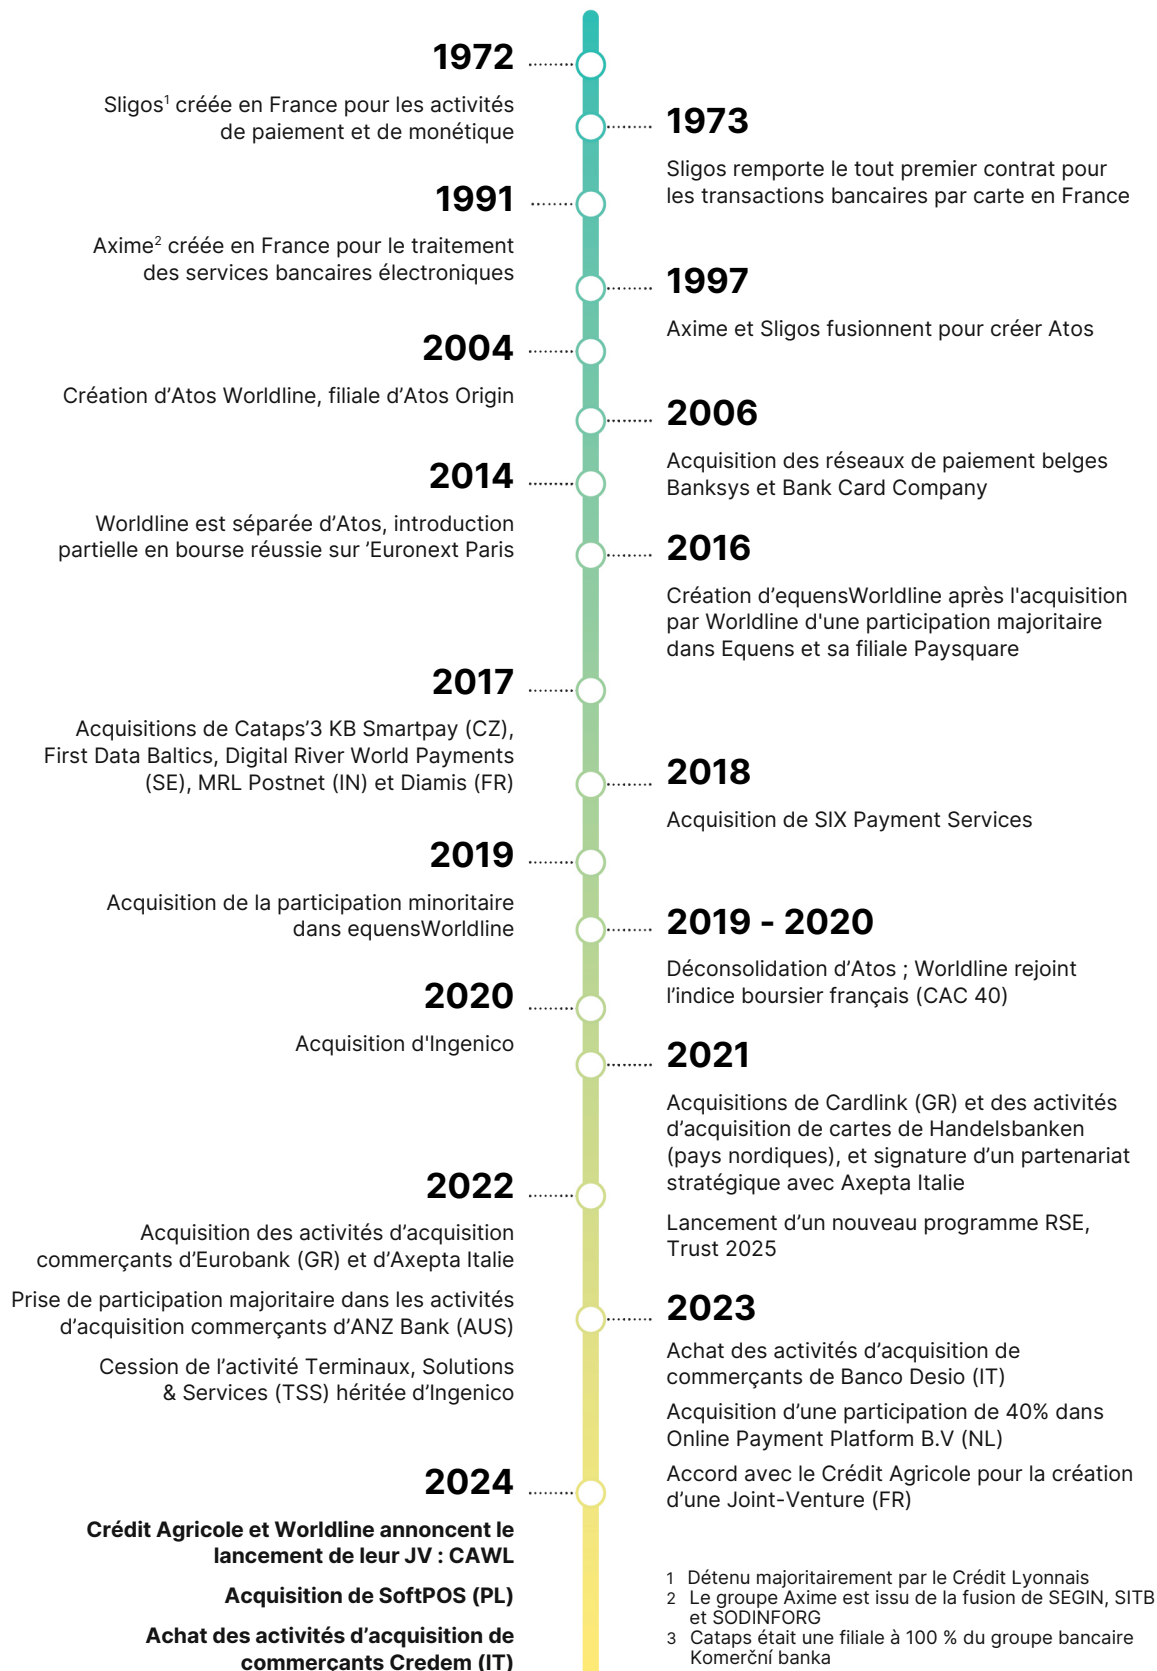 1972
Sligos¹ créée en France pour les activités
de paiement et de monétique
1973
Sligos remporte le tout premier contrat pour
les transactions bancaires par carte en France
1991
Axime² créée en France pour le traitement
des services bancaires électroniques
1997
Axime et Sligos fusionnent pour créer Atos
2004
Création d’Atos Worldline, filiale d’Atos Origin
2006
Acquisition des réseaux de paiement belges
Banksys et Bank Card Company
2014
Worldline est séparée d’Atos, introduction
partielle en bourse réussie sur ’Euronext Paris
2016
Création d’equensWorldline après l'acquisition
par Worldline d'une participation majoritaire
dans Equens et sa filiale Paysquare
2017
Acquisitions de Cataps’3 KB Smartpay (CZ),
First Data Baltics, Digital River World Payments
(SE), MRL Postnet (IN) et Diamis (FR)
2018
Acquisition de SIX Payment Services
2019
Acquisition de la participation minoritaire
dans equensWorldline
2019 - 2020
Déconsolidation d’Atos ; Worldline rejoint
l’indice boursier français (CAC 40)
2020
Acquisition d'Ingenico
2021
Acquisitions de Cardlink (GR) et des activités
d’acquisition de cartes de Handelsbanken
(pays nordiques), et signature d’un partenariat
stratégique avec Axepta Italie
Lancement d’un nouveau programme RSE,
Trust 2025
2022
Acquisition des activités d’acquisition
commerçants d’Eurobank (GR) et d’Axepta Italie
Prise de participation majoritaire dans les activités
d’acquisition commerçants d’ANZ Bank (AUS)
Cession de l’activité Terminaux, Solutions
& Services (TSS) héritée d’Ingenico
2023
Achat des activités d’acquisition de
commerçants de Banco Desio (IT)
Acquisition d’une participation de 40% dans
Online Payment Platform B.V (NL)
Accord avec le Crédit Agricole pour la création
d’une Joint-Venture (FR)
2024
Crédit Agricole et Worldline annoncent le
lancement de leur JV : CAWL
Acquisition de SoftPOS (PL)
Achat des activités d’acquisition de
commerçants Credem (IT)
1 Détenu majoritairement par le Crédit Lyonnais
2 Le groupe Axime est issu de la fusion de SEGIN, SITB
et SODINFORG
3 Cataps était une filiale à 100 % du groupe bancaire
Komerční banka